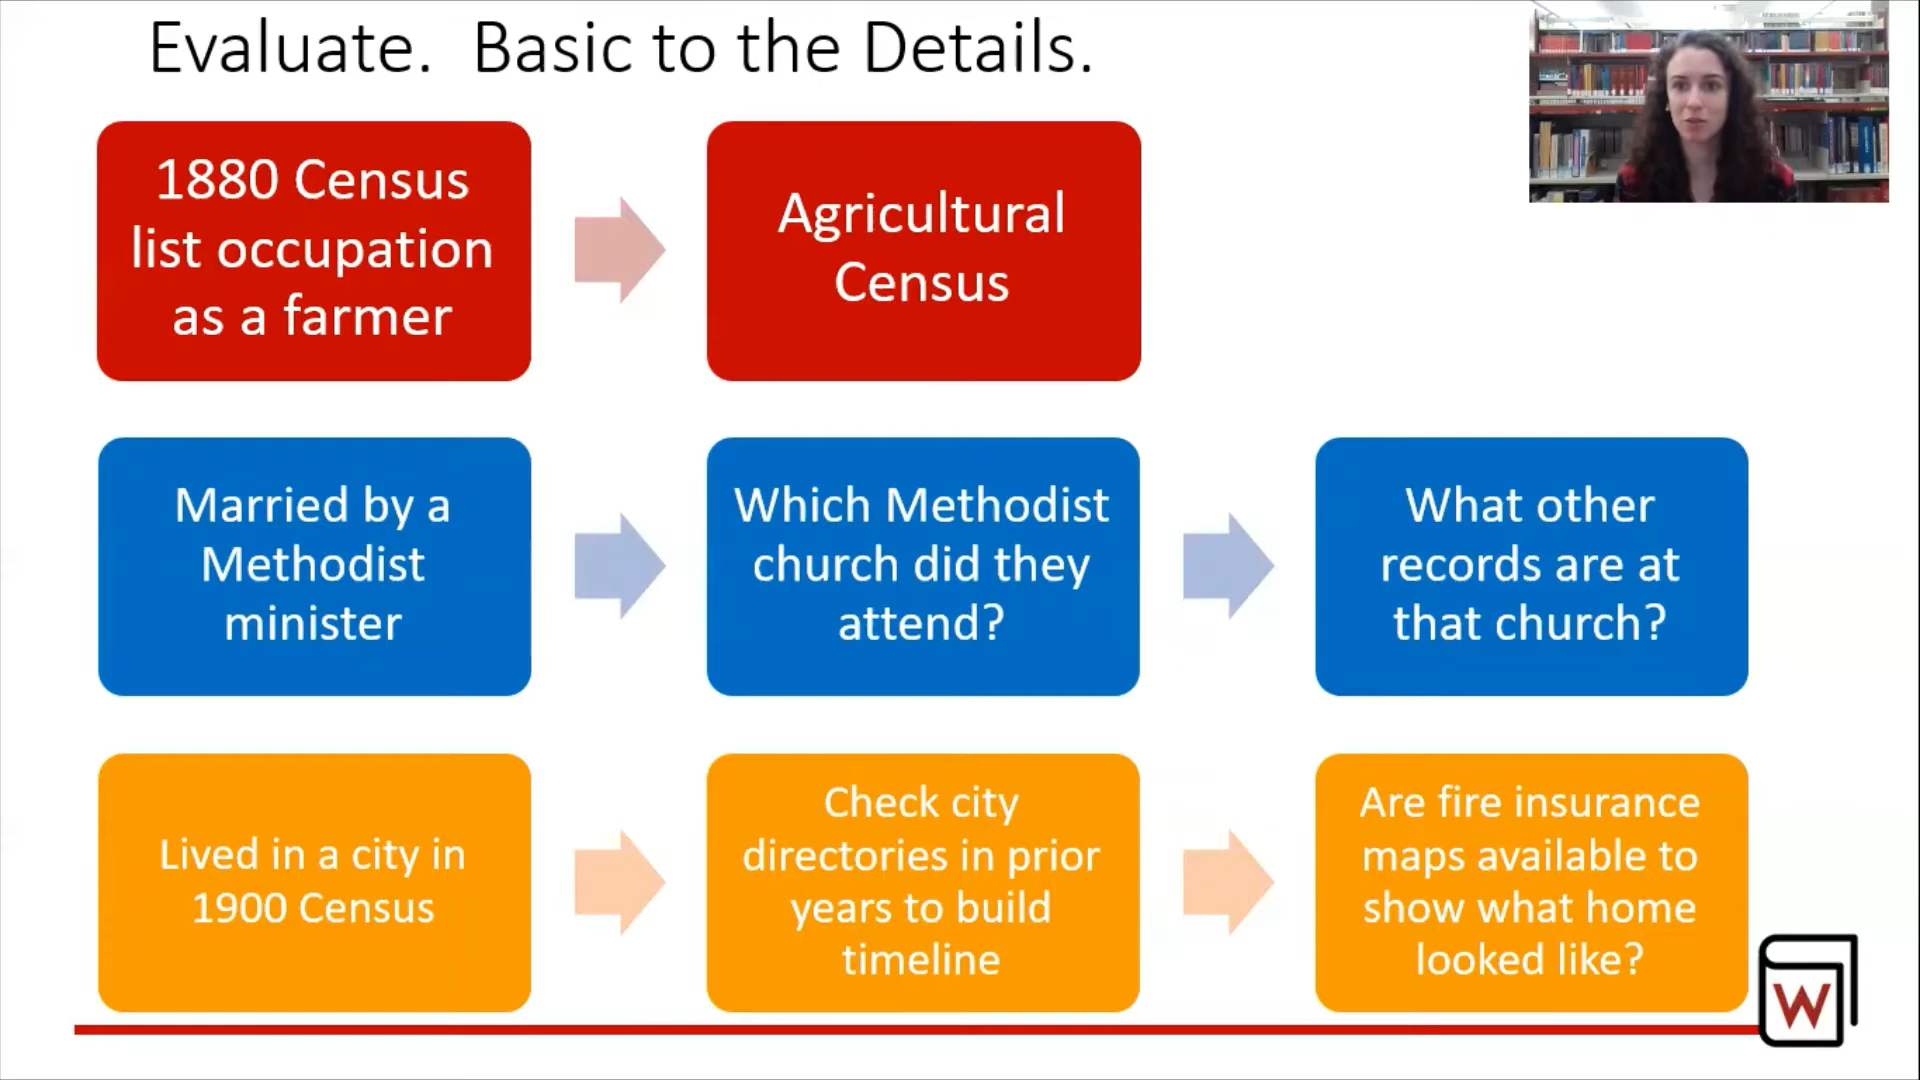 Evaluate.  Basic to the Details.
1880 Census
list occupation
as a farmer
Agricultural
Census
Married by a
Methodist
minister
Which Methodist
church did they
attend?
What other
records are at
that church?
Lived in a city in
1900 Census
Check city
directories in prior
years to build
timeline
Are fire insurance
maps available to
show what home
looked like?
W